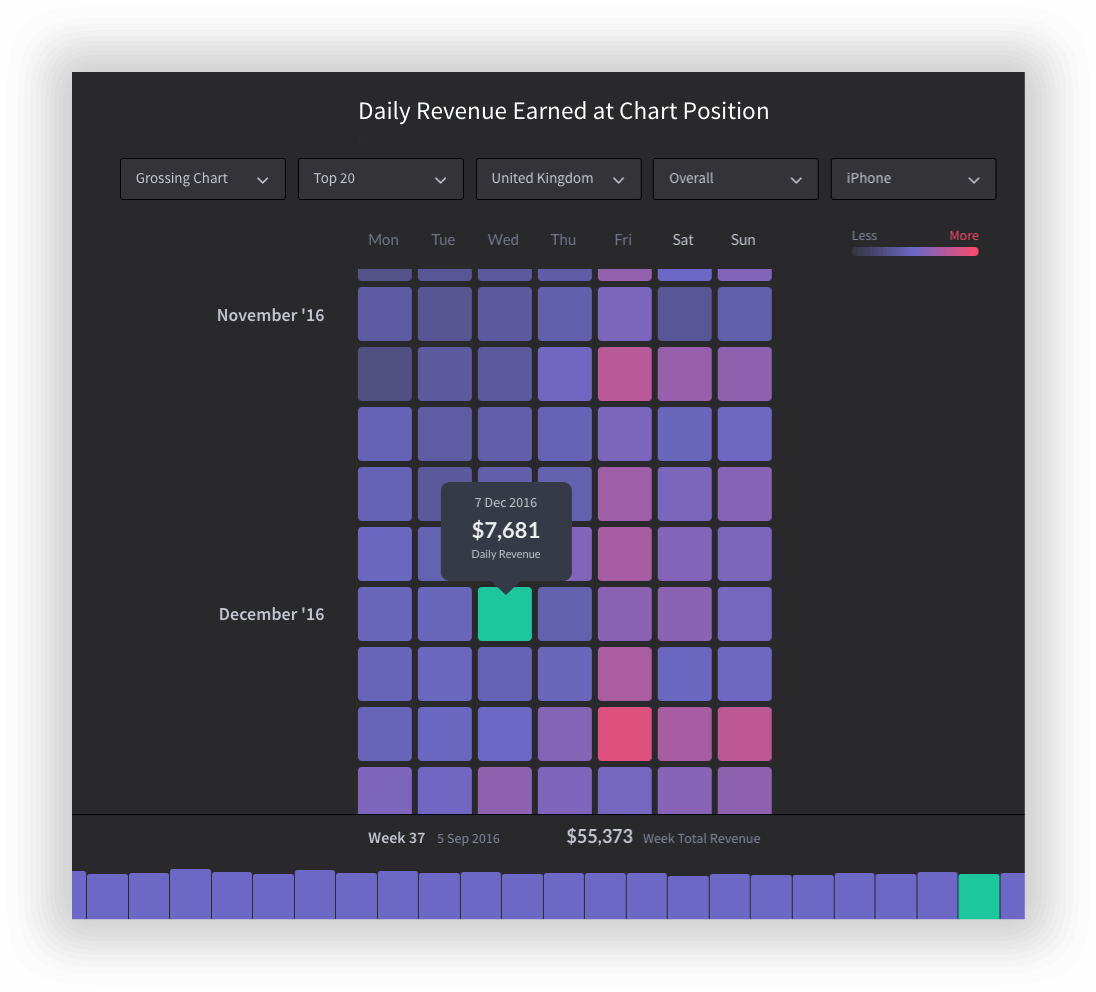 Daily Revenue Earned at Chart Position
Grossing Chart Top 20 United Kingdom Overall iPhone
Mon Tue Wed Thu Fri Sat Sun
Less More
November '16
7 Dec 2016
$7,681
Daily Revenue
December '16
Week 37 5 Sep 2016 $55,373 Week Total Revenue